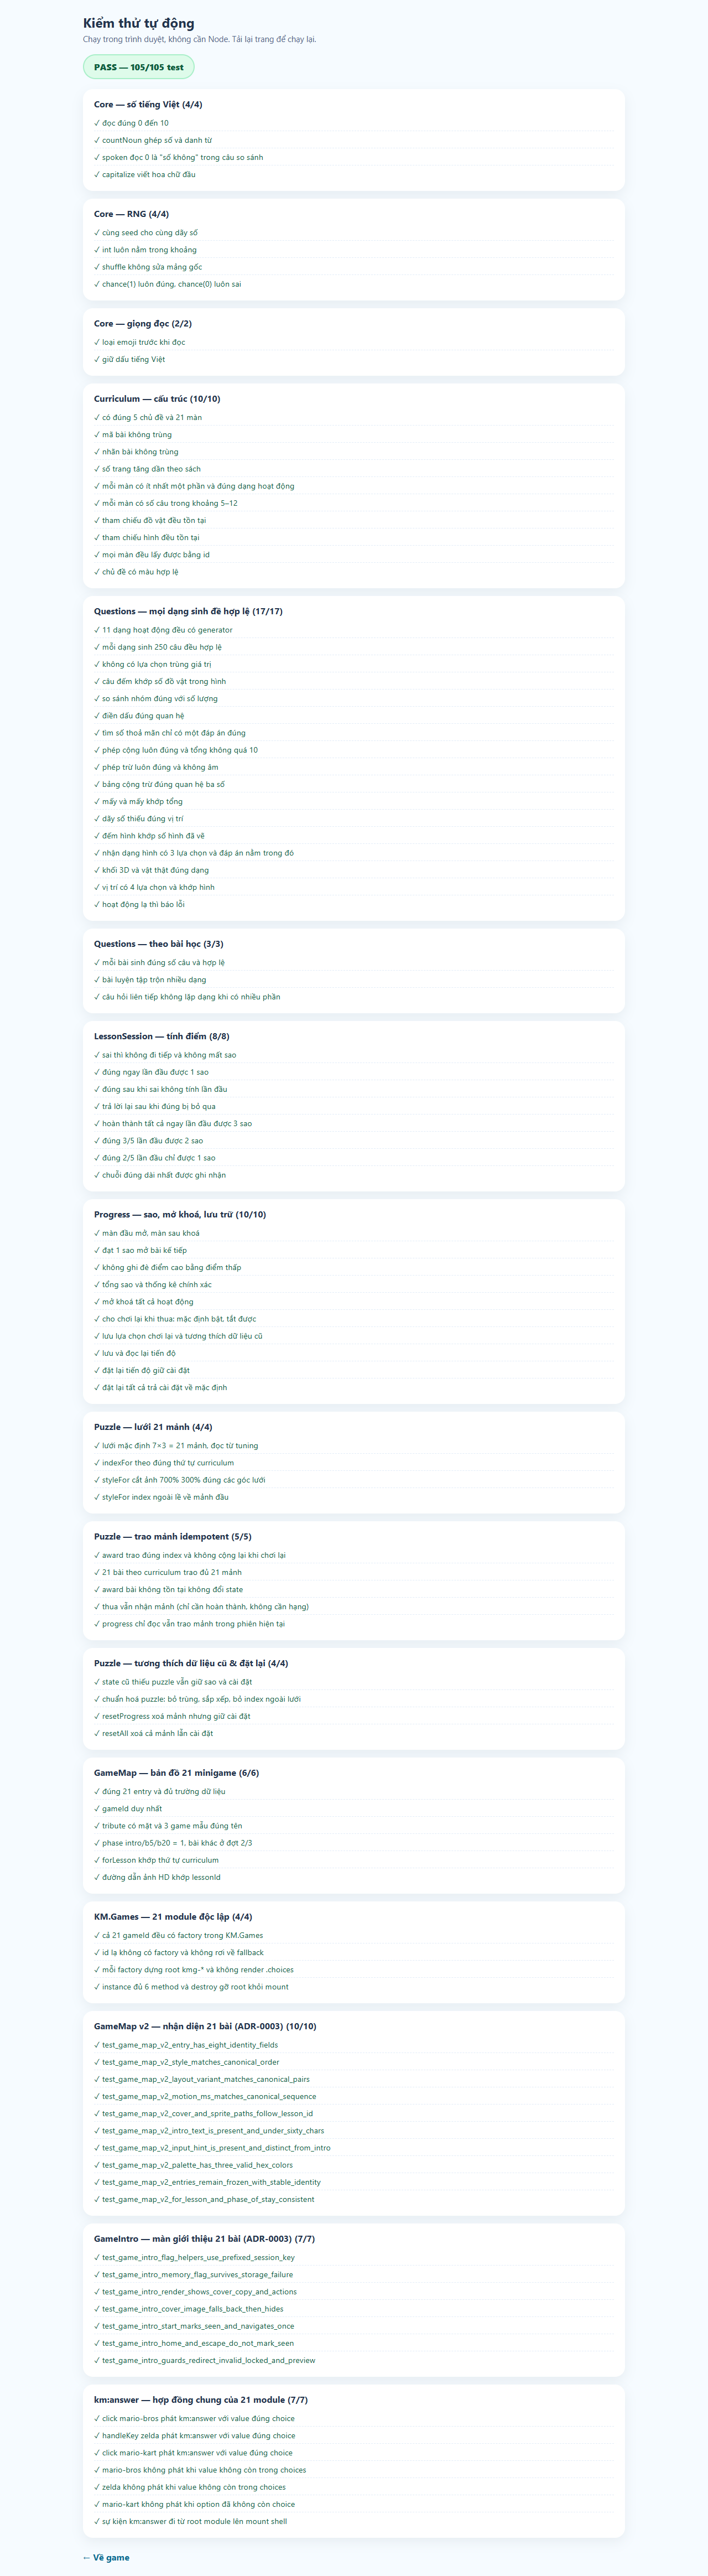 Kiểm thử tự động
Chạy trong trình duyệt, không cần Node. Tải lại trang để chạy lại.
PASS — 105/105 test
Core — số tiếng Việt (4/4)
✓ đọc đúng 0 đến 10
✓ countNoun ghép số và danh từ
✓ spoken đọc 0 là "số không" trong câu so sánh
✓ capitalize viết hoa chữ đầu
Core — RNG (4/4)
✓ cùng seed cho cùng dãy số
✓ int luôn nằm trong khoảng
✓ shuffle không sửa mảng gốc
✓ chance(1) luôn đúng, chance(0) luôn sai
Core — giọng đọc (2/2)
✓ loại emoji trước khi đọc
✓ giữ dấu tiếng Việt
Curriculum — cấu trúc (10/10)
✓ có đúng 5 chủ đề và 21 màn
✓ mã bài không trùng
✓ nhãn bài không trùng
✓ số trang tăng dần theo sách
✓ mỗi màn có ít nhất một phần và đúng dạng hoạt động
✓ mỗi màn có số câu trong khoảng 5–12
✓ tham chiếu đồ vật đều tồn tại
✓ tham chiếu hình đều tồn tại
✓ mọi màn đều lấy được bằng id
✓ chủ đề có màu hợp lệ
Questions — mọi dạng sinh đề hợp lệ (17/17)
✓ 11 dạng hoạt động đều có generator
✓ mỗi dạng sinh 250 câu đều hợp lệ
✓ không có lựa chọn trùng giá trị
✓ câu đếm khớp số đồ vật trong hình
✓ so sánh nhóm đúng với số lượng
✓ điền dấu đúng quan hệ
✓ tìm số thoả mãn chỉ có một đáp án đúng
✓ phép cộng luôn đúng và tổng không quá 10
✓ phép trừ luôn đúng và không âm
✓ bảng cộng trừ đúng quan hệ ba số
✓ mấy và mấy khớp tổng
✓ dãy số thiếu đúng vị trí
✓ đếm hình khớp số hình đã vẽ
✓ nhận dạng hình có 3 lựa chọn và đáp án nằm trong đó
✓ khối 3D và vật thật đúng dạng
✓ vị trí có 4 lựa chọn và khớp hình
✓ hoạt động lạ thì báo lỗi
Questions — theo bài học (3/3)
✓ mỗi bài sinh đúng số câu và hợp lệ
✓ bài luyện tập trộn nhiều dạng
✓ câu hỏi liên tiếp không lặp dạng khi có nhiều phần
LessonSession — tính điểm (8/8)
✓ sai thì không đi tiếp và không mất sao
✓ đúng ngay lần đầu được 1 sao
✓ đúng sau khi sai không tính lần đầu
✓ trả lời lại sau khi đúng bị bỏ qua
✓ hoàn thành tất cả ngay lần đầu được 3 sao
✓ đúng 3/5 lần đầu được 2 sao
✓ đúng 2/5 lần đầu chỉ được 1 sao
✓ chuỗi đúng dài nhất được ghi nhận
Progress — sao, mở khoá, lưu trữ (10/10)
✓ màn đầu mở, màn sau khoá
✓ đạt 1 sao mở bài kế tiếp
✓ không ghi đè điểm cao bằng điểm thấp
✓ tổng sao và thống kê chính xác
✓ mở khoá tất cả hoạt động
✓ cho chơi lại khi thua: mặc định bật, tắt được
✓ lưu lựa chọn chơi lại và tương thích dữ liệu cũ
✓ lưu và đọc lại tiến độ
✓ đặt lại tiến độ giữ cài đặt
✓ đặt lại tất cả trả cài đặt về mặc định
Puzzle — lưới 21 mảnh (4/4)
✓ lưới mặc định 7×3 = 21 mảnh, đọc từ tuning
✓ indexFor theo đúng thứ tự curriculum
✓ styleFor cắt ảnh 700% 300% đúng các góc lưới
✓ styleFor index ngoài lề về mảnh đầu
Puzzle — trao mảnh idempotent (5/5)
✓ award trao đúng index và không cộng lại khi chơi lại
✓ 21 bài theo curriculum trao đủ 21 mảnh
✓ award bài không tồn tại không đổi state
✓ thua vẫn nhận mảnh (chỉ cần hoàn thành, không cần hạng)
✓ progress chỉ đọc vẫn trao mảnh trong phiên hiện tại
Puzzle — tương thích dữ liệu cũ & đặt lại (4/4)
✓ state cũ thiếu puzzle vẫn giữ sao và cài đặt
✓ chuẩn hoá puzzle: bỏ trùng, sắp xếp, bỏ index ngoài lưới
✓ resetProgress xoá mảnh nhưng giữ cài đặt
✓ resetAll xoá cả mảnh lẫn cài đặt
GameMap — bản đồ 21 minigame (6/6)
✓ đúng 21 entry và đủ trường dữ liệu
✓ gameId duy nhất
✓ tribute có mặt và 3 game mẫu đúng tên
✓ phase intro/b5/b20 = 1, bài khác ở đợt 2/3
✓ forLesson khớp thứ tự curriculum
✓ đường dẫn ảnh HD khớp lessonId
KM.Games — 21 module độc lập (4/4)
✓ cả 21 gameId đều có factory trong KM.Games
✓ id lạ không có factory và không rơi về fallback
✓ mỗi factory dựng root kmg-* và không render .choices
✓ instance đủ 6 method và destroy gỡ root khỏi mount
GameMap v2 — nhận diện 21 bài (ADR-0003) (10/10)
✓ test_game_map_v2_entry_has_eight_identity_fields
✓ test_game_map_v2_style_matches_canonical_order
✓ test_game_map_v2_layout_variant_matches_canonical_pairs
✓ test_game_map_v2_motion_ms_matches_canonical_sequence
✓ test_game_map_v2_cover_and_sprite_paths_follow_lesson_id
✓ test_game_map_v2_intro_text_is_present_and_under_sixty_chars
✓ test_game_map_v2_input_hint_is_present_and_distinct_from_intro
✓ test_game_map_v2_palette_has_three_valid_hex_colors
✓ test_game_map_v2_entries_remain_frozen_with_stable_identity
✓ test_game_map_v2_for_lesson_and_phase_of_stay_consistent
GameIntro — màn giới thiệu 21 bài (ADR-0003) (7/7)
✓ test_game_intro_flag_helpers_use_prefixed_session_key
✓ test_game_intro_memory_flag_survives_storage_failure
✓ test_game_intro_render_shows_cover_copy_and_actions
✓ test_game_intro_cover_image_falls_back_then_hides
✓ test_game_intro_start_marks_seen_and_navigates_once
✓ test_game_intro_home_and_escape_do_not_mark_seen
✓ test_game_intro_guards_redirect_invalid_locked_and_preview
km:answer — hợp đồng chung của 21 module (7/7)
✓ click mario-bros phát km:answer với value đúng choice
✓ handleKey zelda phát km:answer với value đúng choice
✓ click mario-kart phát km:answer với value đúng choice
✓ mario-bros không phát khi value không còn trong choices
✓ zelda không phát khi value không còn trong choices
✓ mario-kart không phát khi option đã không còn choice
✓ sự kiện km:answer đi từ root module lên mount shell
← Về game